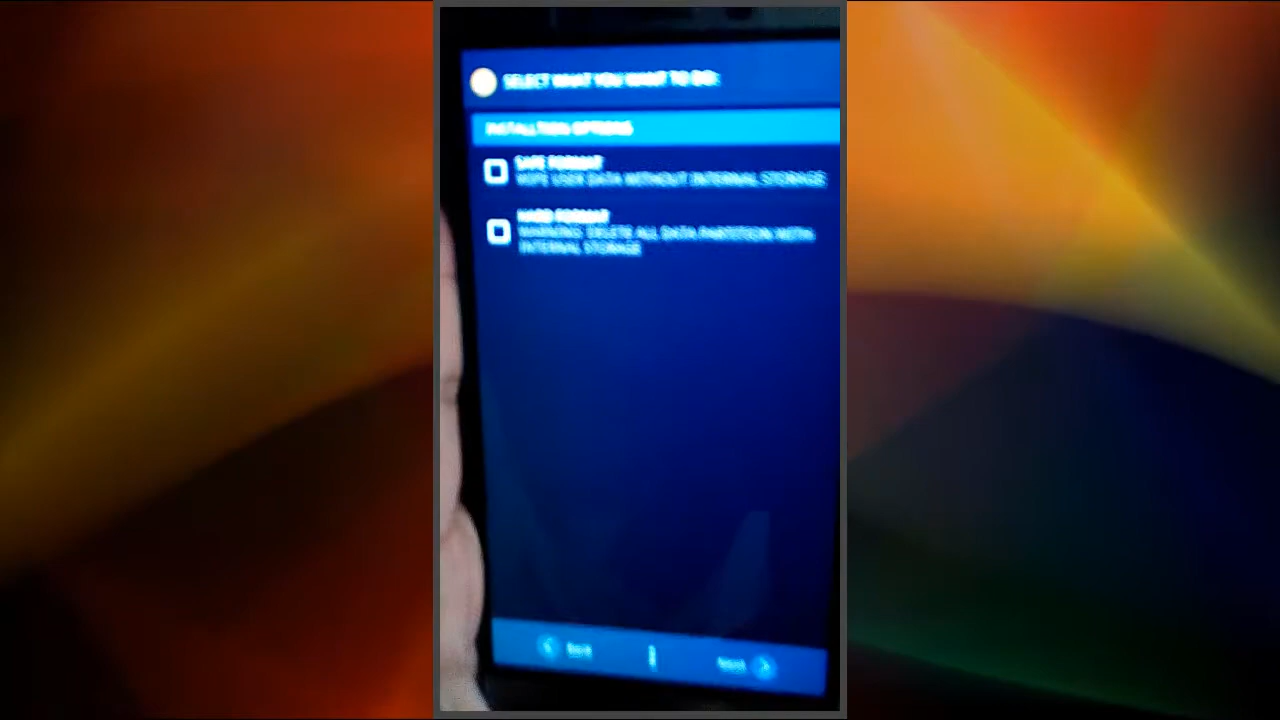 SELECT WHAT YOU WANT TO DO:
INSTALLTION OPTIONS
SAFE FORMAT
WIPE USER DATA WITHOUT INTERNAL STORAGE
HARD FORMAT
WARNING: DELETE ALL DATA PARTITION WITH
INTERNAL STORAGE
Back
Next